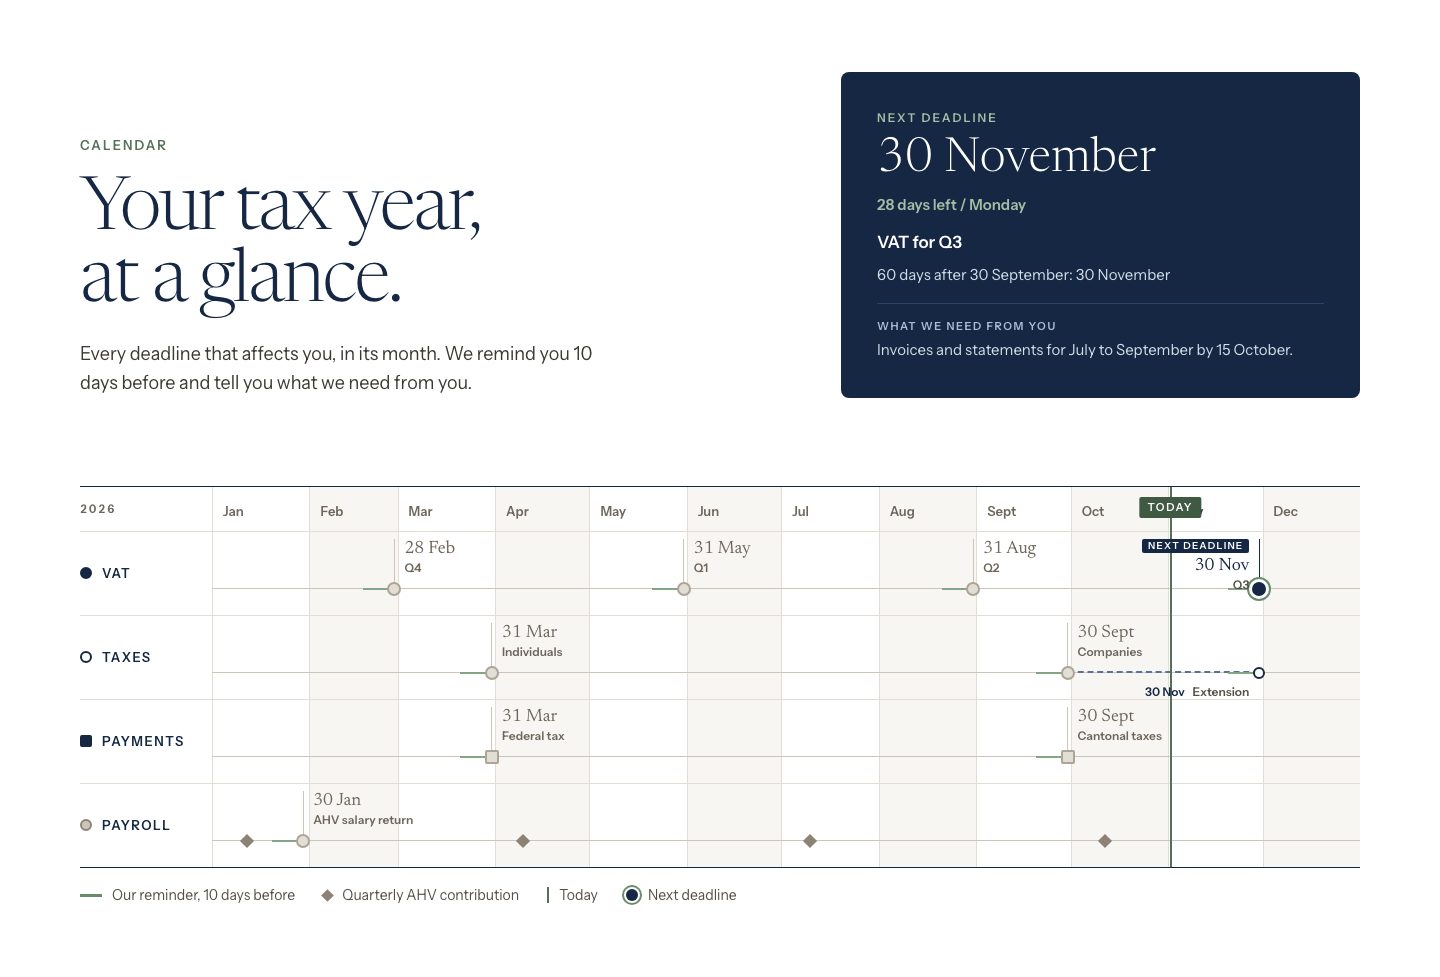 CALENDAR
Your tax year,
at a glance.
Every deadline that affects you, in its month. We remind you 10
days before and tell you what we need from you.
NEXT DEADLINE
30 November
28 days left / Monday
VAT for Q3
60 days after 30 September: 30 November
WHAT WE NEED FROM YOU
Invoices and statements for July to September by 15 October.
2026 Jan Feb Mar Apr May Jun Jul Aug Sept Oct TODAY Dec
VAT
28 Feb
Q4
31 May
Q1
31 Aug
Q2
NEXT DEADLINE
30 Nov
Q3
TAXES
31 Mar
Individuals
30 Sept
Companies
30 Nov Extension
PAYMENTS
31 Mar
Federal tax
30 Sept
Cantonal taxes
PAYROLL
30 Jan
AHV salary return
Our reminder, 10 days before Quarterly AHV contribution Today Next deadline